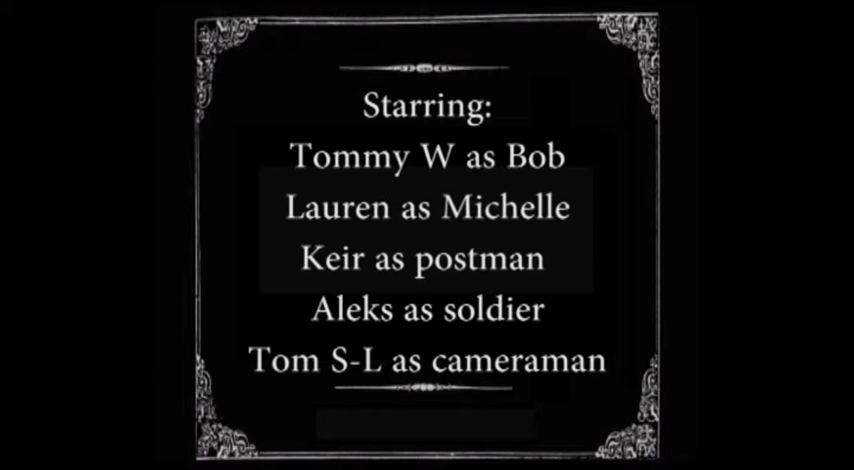 Starring:
Tommy W as Bob
Lauren as Michelle
Keir as postman
Aleks as soldier
Tom S-L as cameraman